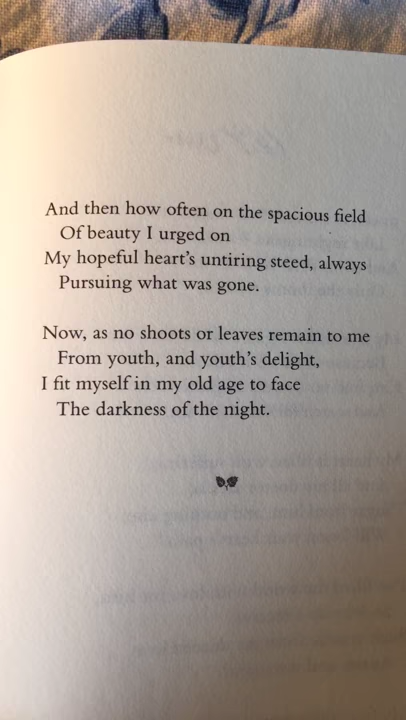 And then how often on the spacious field
Of beauty I urged on
My hopeful heart's untiring steed, always
Pursuing what was gone.
Now, as no shoots or leaves remain to me
From youth, and youth's delight,
I fit myself in my old age to face
The darkness of the night.